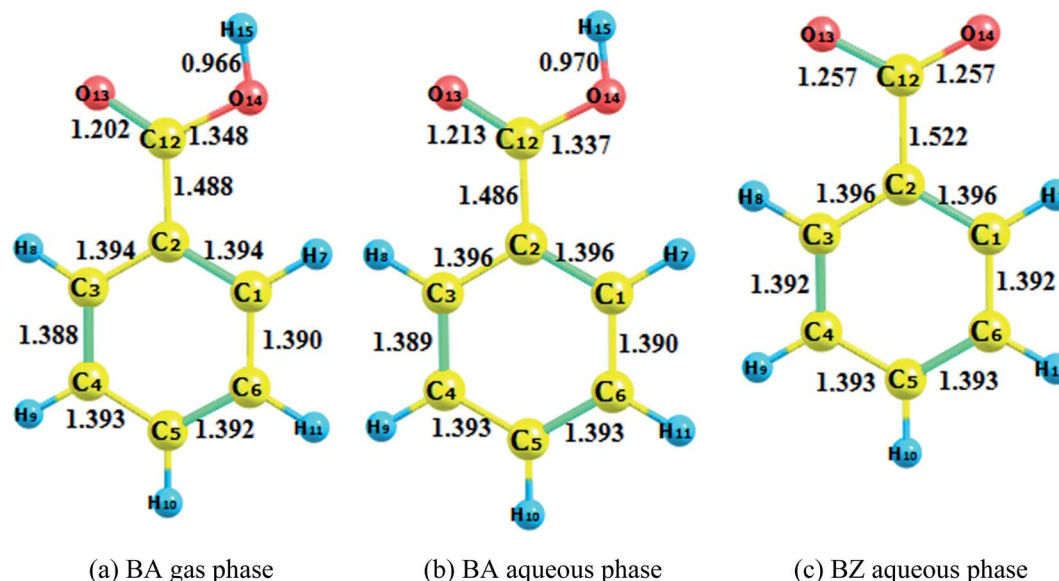 H15
0.966
O13
O14
1.202
1.348
C12
1.488
C2
H8
1.394
1.394
H7
C3
C1
1.388
1.390
C4
C6
H9
1.393
1.392
H11
C5
H10
(a) BA gas phase
H15
0.970
O13
O14
1.213
1.337
C12
1.486
C2
H8
1.396
1.396
H7
C3
C1
1.389
1.390
C4
C6
H9
1.393
1.393
H11
C5
H10
(b) BA aqueous phase
O13
O14
1.257
1.257
C12
1.522
C2
H8
1.396
1.396
C3
C1
1.392
1.392
C4
C6
H9
1.393
1.393
H1
C5
H10
(c) BZ aqueous phase